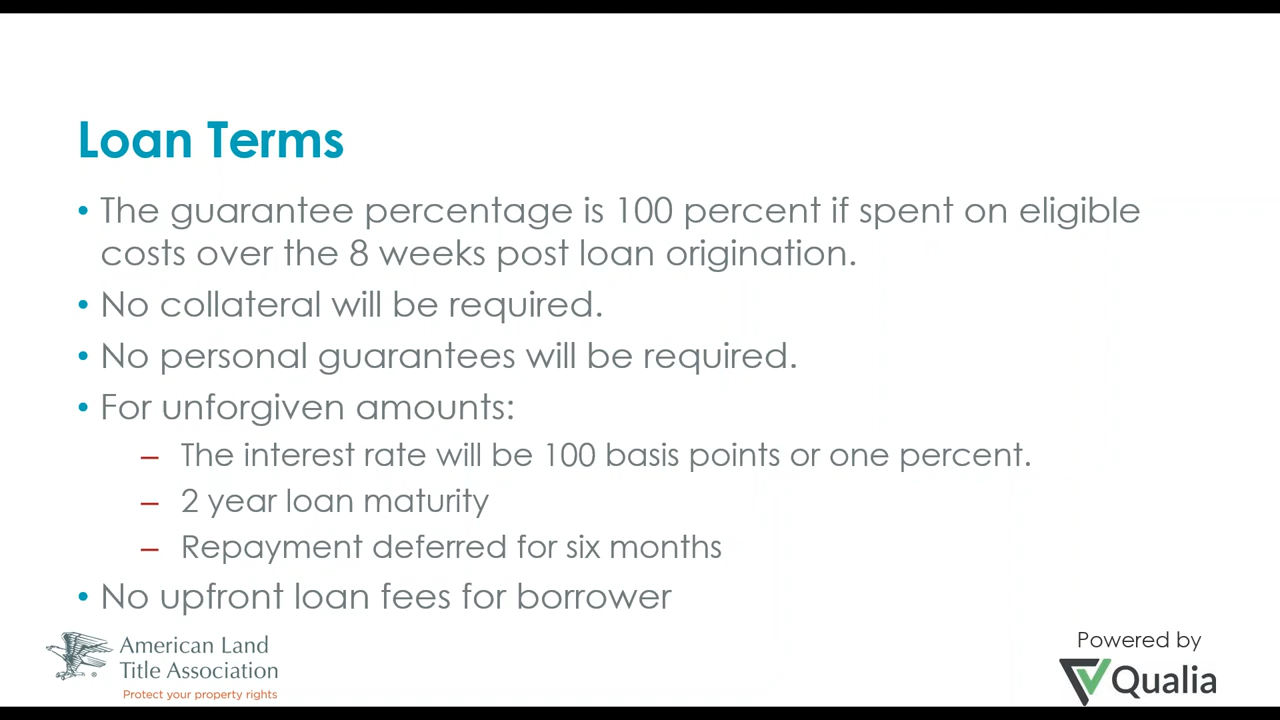 Loan Terms
• The guarantee percentage is 100 percent if spent on eligible
costs over the 8 weeks post loan origination.
• No collateral will be required.
• No personal guarantees will be required.
• For unforgiven amounts:
– The interest rate will be 100 basis points or one percent.
– 2 year loan maturity
– Repayment deferred for six months
• No upfront loan fees for borrower
American Land
Title Association
Protect your property rights
Powered by
Qualia